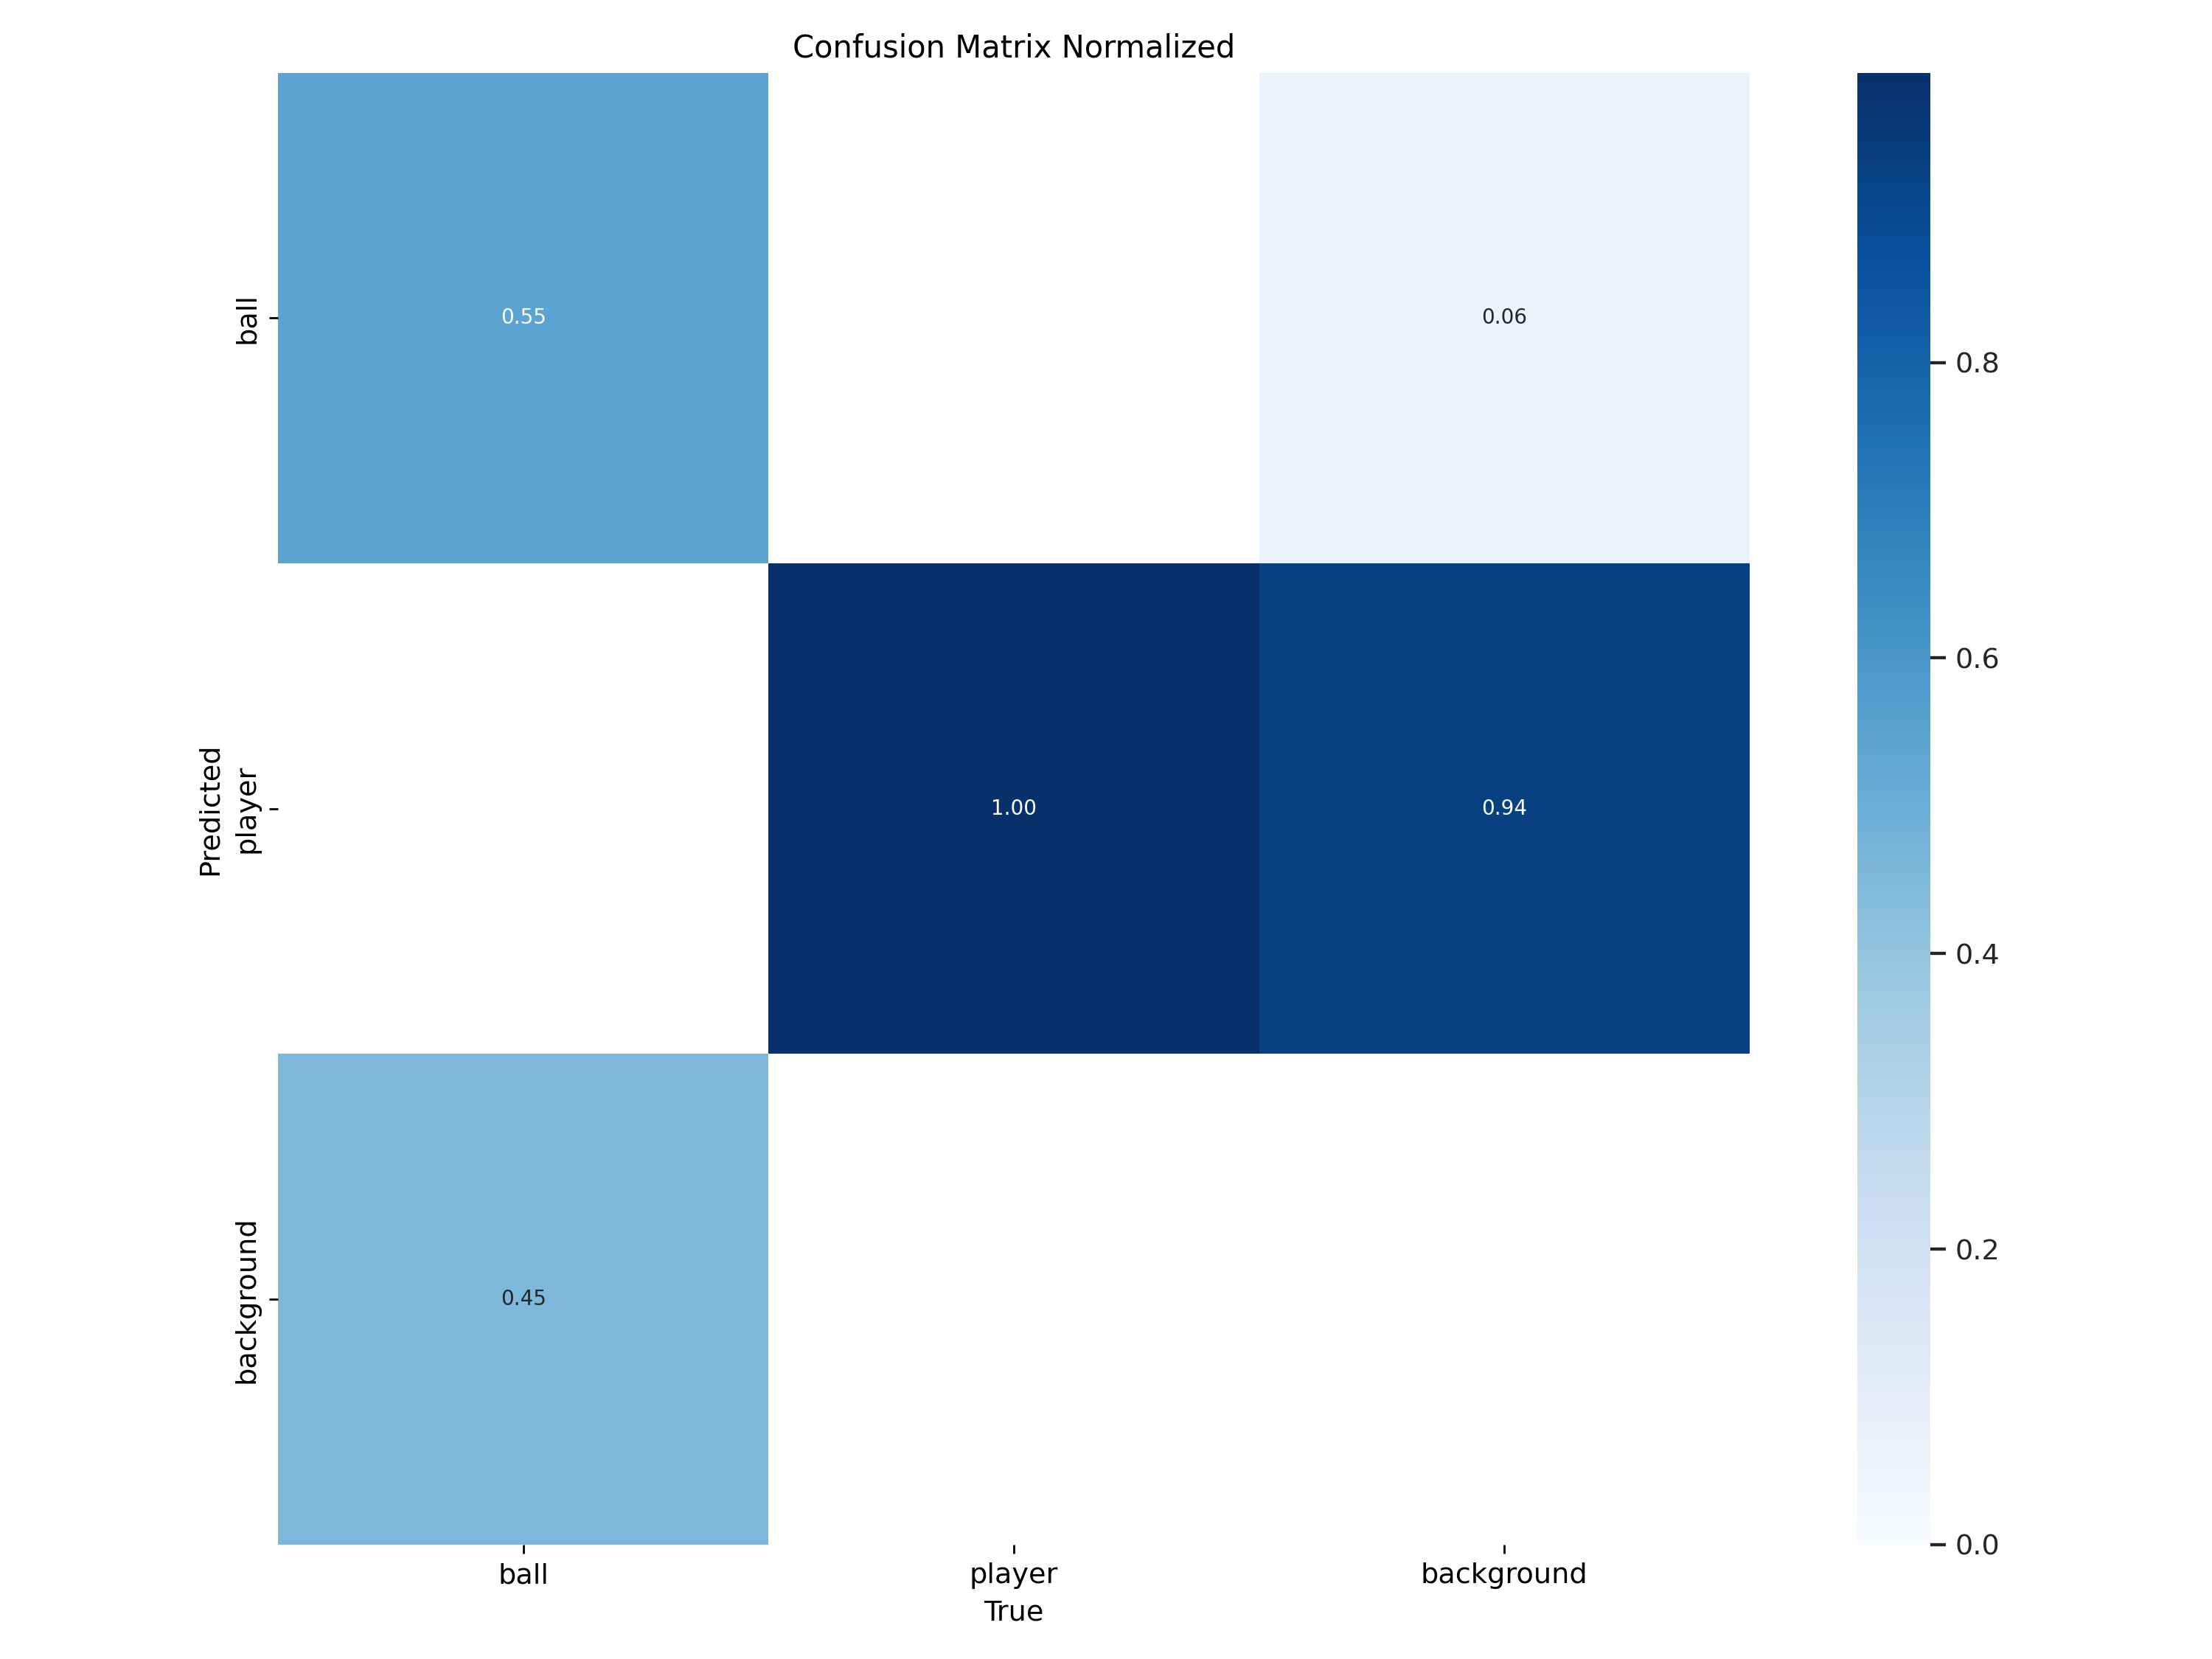 Confusion Matrix Normalized
ball
0.55
0.06
0.8
0.6
Predicted
player
1.00
0.94
0.4
background
0.45
0.2
0.0
ball
player
background
True